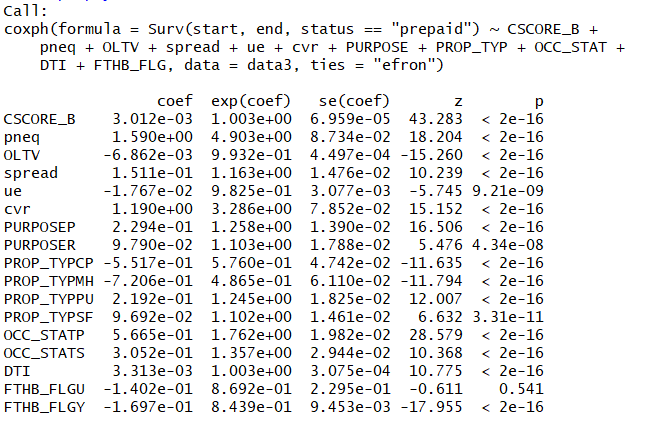 Call:
coxph(formula = Surv(start, end, status == "prepaid") ~ CSCORE_B +
    pneq + OLTV + spread + ue + cvr + PURPOSE + PROP_TYP + OCC_STAT +
    DTI + FTHB_FLG, data = data3, ties = "efron")

                 coef  exp(coef)   se(coef)       z        p
CSCORE_B    3.012e-03  1.003e+00  6.959e-05  43.283  < 2e-16
pneq        1.590e+00  4.903e+00  8.734e-02  18.204  < 2e-16
OLTV       -6.862e-03  9.932e-01  4.497e-04 -15.260  < 2e-16
spread      1.511e-01  1.163e+00  1.476e-02  10.239  < 2e-16
ue         -1.767e-02  9.825e-01  3.077e-03  -5.745 9.21e-09
cvr         1.190e+00  3.286e+00  7.852e-02  15.152  < 2e-16
PURPOSEP    2.294e-01  1.258e+00  1.390e-02  16.506  < 2e-16
PURPOSER    9.790e-02  1.103e+00  1.788e-02   5.476 4.34e-08
PROP_TYPCP -5.517e-01  5.760e-01  4.742e-02 -11.635  < 2e-16
PROP_TYPMH -7.206e-01  4.865e-01  6.110e-02 -11.794  < 2e-16
PROP_TYPPU  2.192e-01  1.245e+00  1.825e-02  12.007  < 2e-16
PROP_TYPSF  9.692e-02  1.102e+00  1.461e-02   6.632 3.31e-11
OCC_STATP   5.665e-01  1.762e+00  1.982e-02  28.579  < 2e-16
OCC_STATS   3.052e-01  1.357e+00  2.944e-02  10.368  < 2e-16
DTI         3.313e-03  1.003e+00  3.075e-04  10.775  < 2e-16
FTHB_FLGU  -1.402e-01  8.692e-01  2.295e-01  -0.611    0.541
FTHB_FLGY  -1.697e-01  8.439e-01  9.453e-03 -17.955  < 2e-16